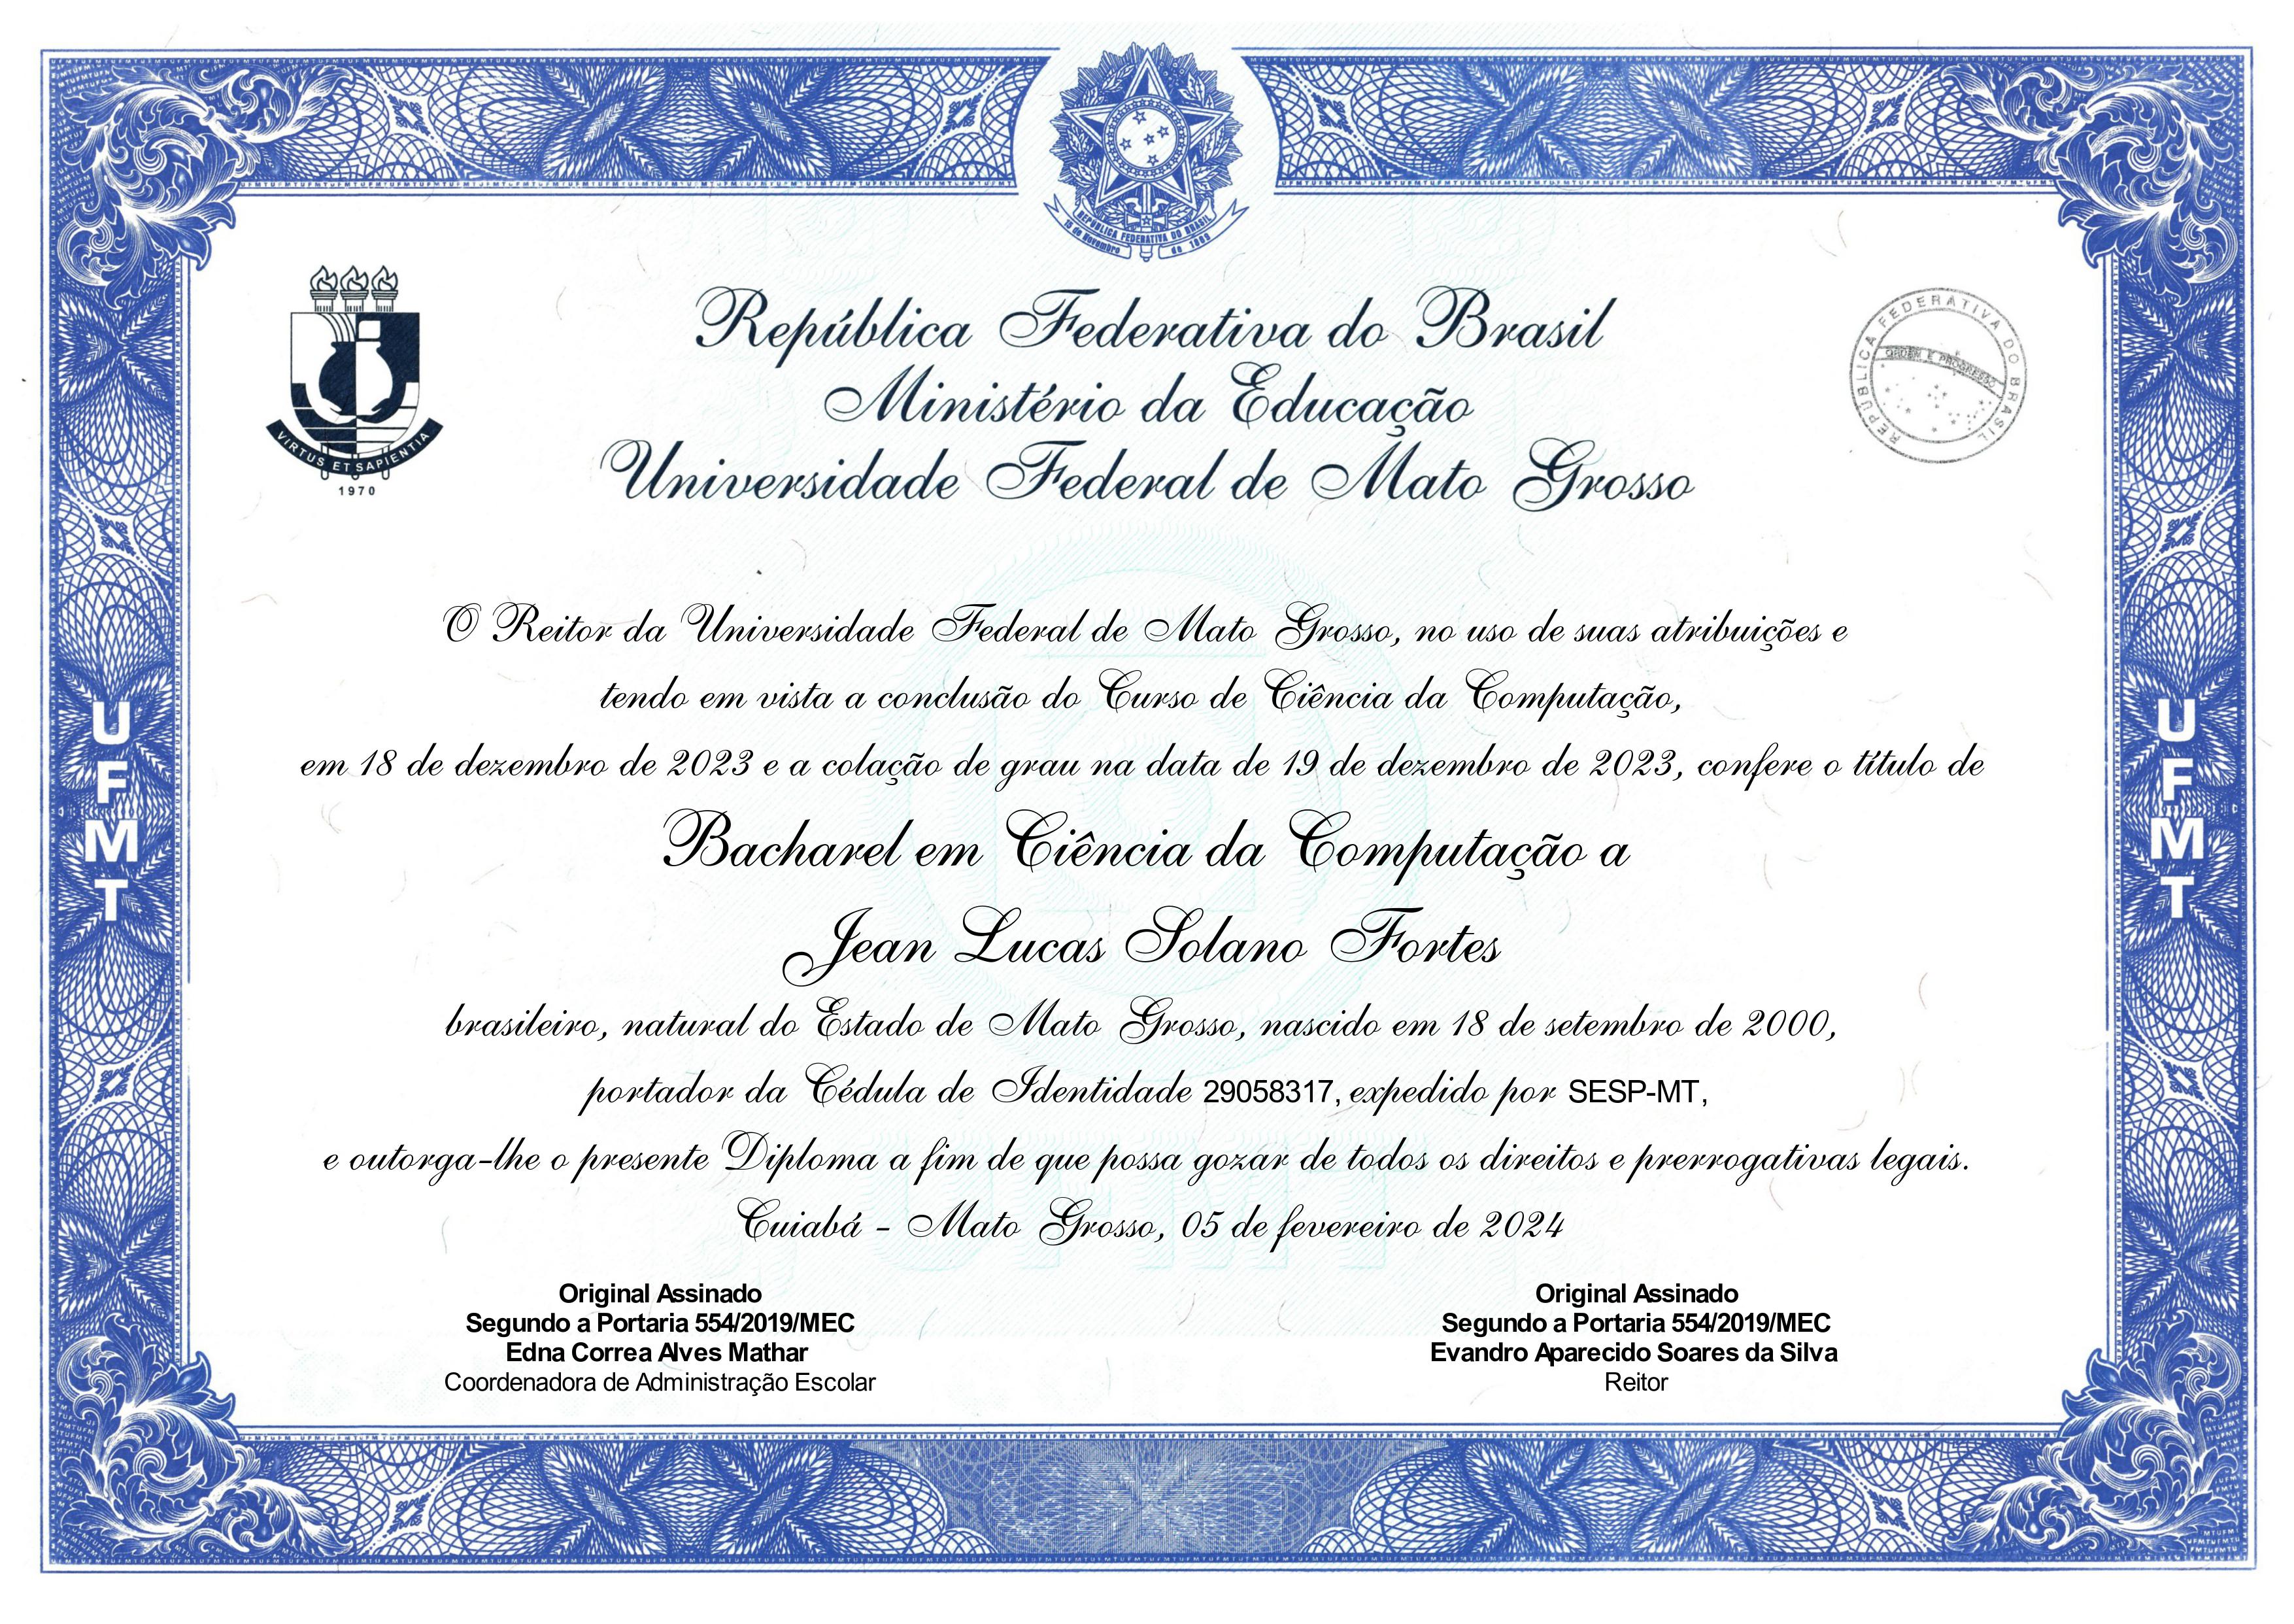 REPÚBLICA FEDERATIVA DO BRASIL
15 de Novembro de 1889
VIRTUS ET SAPIENTIA
1970
REPÚBLICA FEDERATIVA DO BRASIL
ORDEM E PROGRESSO
República Federativa do Brasil
Ministério da Educação
Universidade Federal de Mato Grosso
O Reitor da Universidade Federal de Mato Grosso, no uso de suas atribuições e
tendo em vista a conclusão do Curso de Ciência da Computação,
em 18 de dezembro de 2023 e a colação de grau na data de 19 de dezembro de 2023, confere o título de
Bacharel em Ciência da Computação a
Jean Lucas Solano Fortes
brasileiro, natural do Estado de Mato Grosso, nascido em 18 de setembro de 2000,
portador da Cédula de Identidade 29058317, expedido por SESP-MT,
e outorga-lhe o presente Diploma a fim de que possa gozar de todos os direitos e prerrogativas legais.
Cuiabá - Mato Grosso, 05 de fevereiro de 2024
Original Assinado
Segundo a Portaria 554/2019/MEC
Edna Correa Alves Mathar
Coordenadora de Administração Escolar
Original Assinado
Segundo a Portaria 554/2019/MEC
Evandro Aparecido Soares da Silva
Reitor
UFMT
UFMT